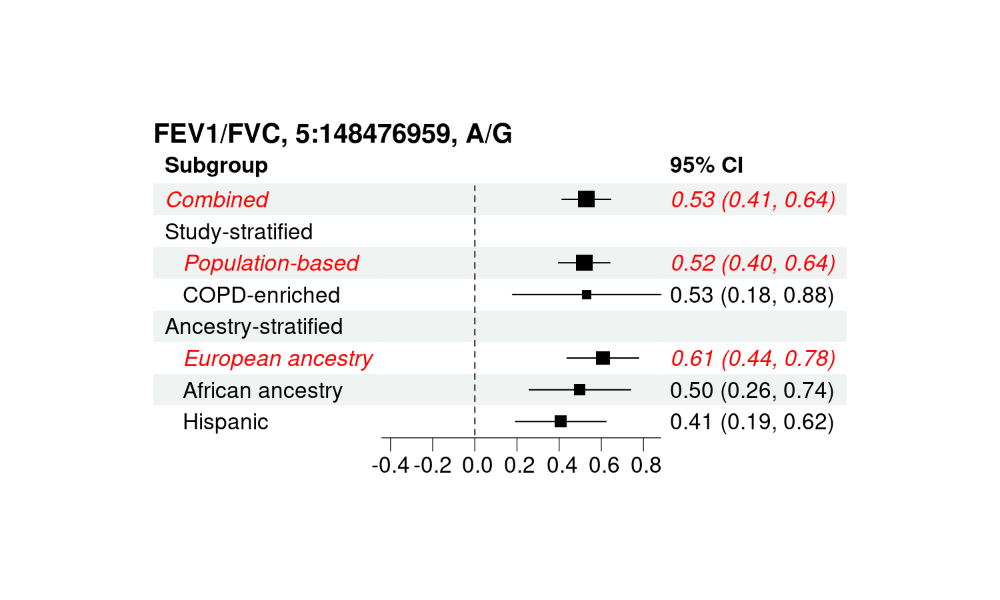 FEV1/FVC, 5:148476959, A/G
Subgroup 95% CI
Combined 0.53 (0.41, 0.64)
Study-stratified
Population-based 0.52 (0.40, 0.64)
COPD-enriched 0.53 (0.18, 0.88)
Ancestry-stratified
European ancestry 0.61 (0.44, 0.78)
African ancestry 0.50 (0.26, 0.74)
Hispanic 0.41 (0.19, 0.62)
-0.4 -0.2 0.0 0.2 0.4 0.6 0.8